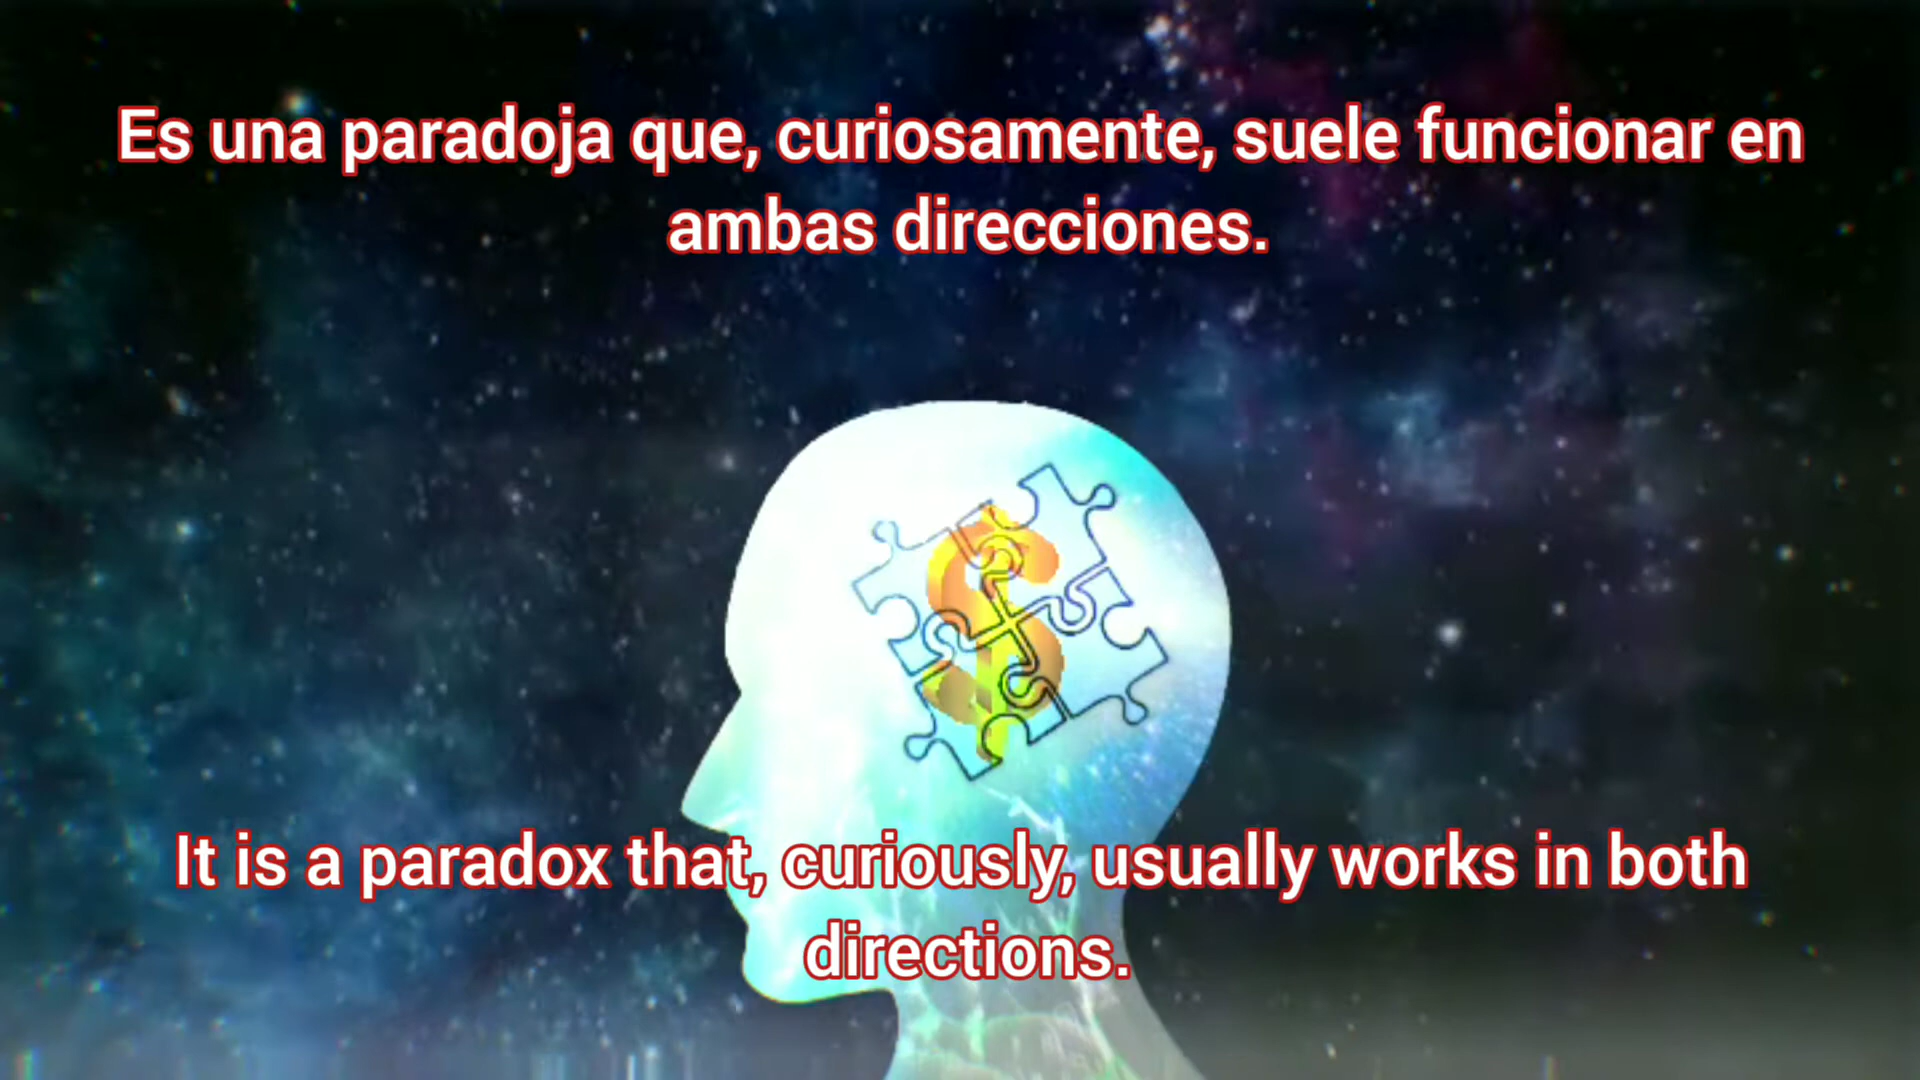 Es una paradoja que, curiosamente, suele funcionar en
ambas direcciones.
It is a paradox that, curiously, usually works in both
directions.